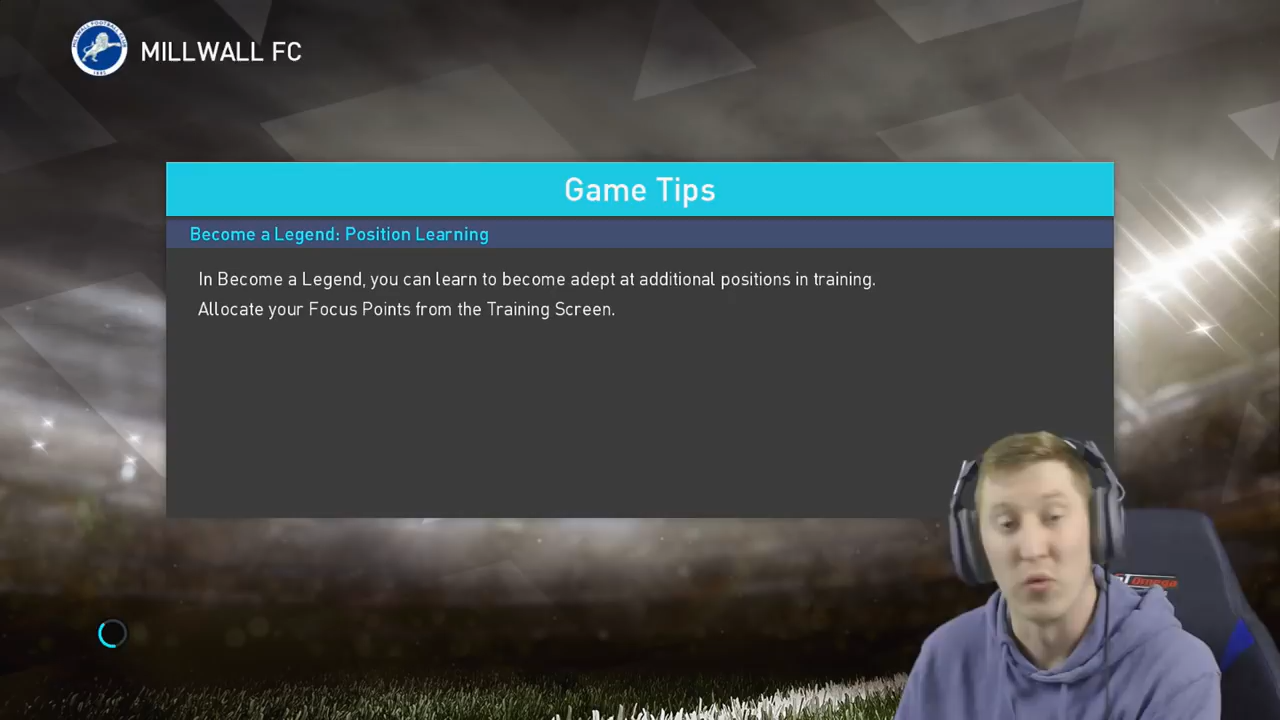 MILLWALL FC
Game Tips
Become a Legend: Position Learning
In Become a Legend, you can learn to become adept at additional positions in training.
Allocate your Focus Points from the Training Screen.
Omega